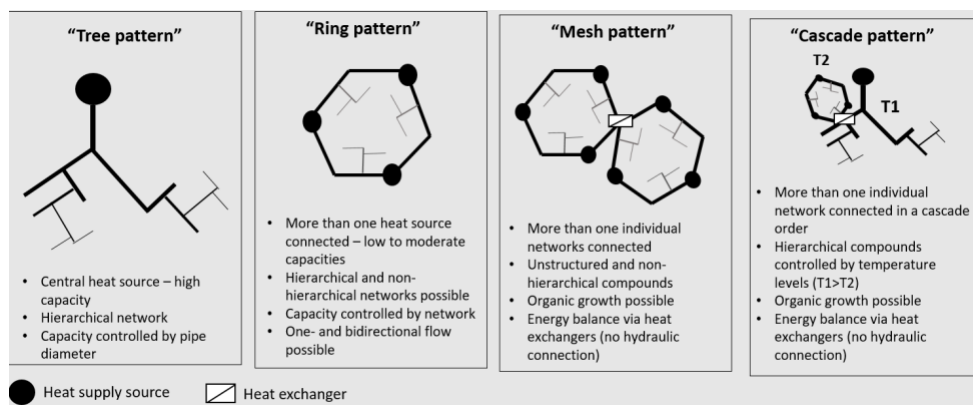 “Tree pattern”
• Central heat source – high
capacity
• Hierarchical network
• Capacity controlled by pipe
diameter
“Ring pattern”
• More than one heat source
connected – low to moderate
capacities
• Hierarchical and non-
hierarchical networks possible
• Capacity controlled by network
• One- and bidirectional flow
possible
“Mesh pattern”
• More than one individual
networks connected
• Unstructured and non-
hierarchical compounds
• Organic growth possible
• Energy balance via heat
exchangers (no hydraulic
connection)
“Cascade pattern”
T2
T1
• More than one individual
network connected in a cascade
order
• Hierarchical compounds
controlled by temperature
levels (T1>T2)
• Organic growth possible
• Energy balance via heat
exchangers (no hydraulic
connection)
Heat supply source
Heat exchanger